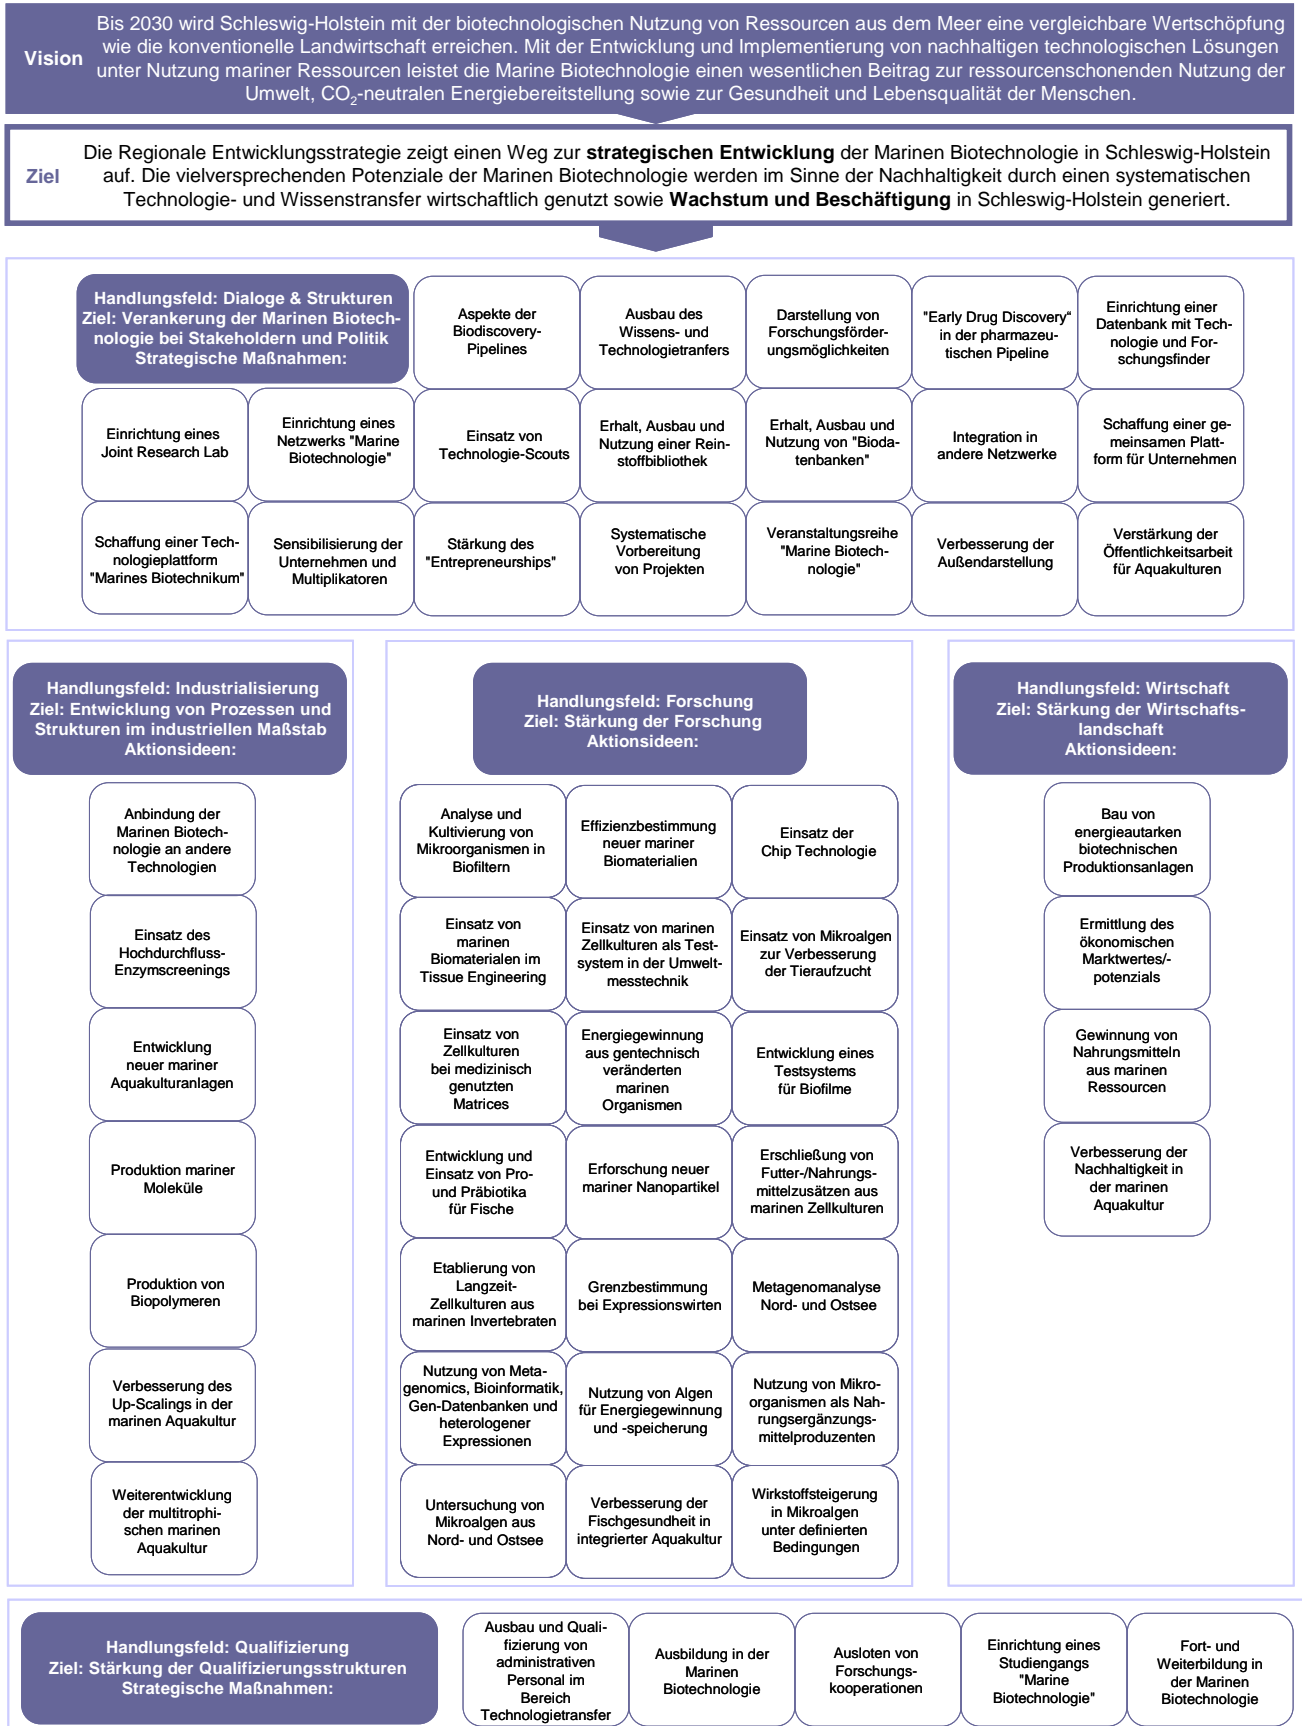 Vision
Bis 2030 wird Schleswig-Holstein mit der biotechnologischen Nutzung von Ressourcen aus dem Meer eine vergleichbare Wertschöpfung
wie die konventionelle Landwirtschaft erreichen. Mit der Entwicklung und Implementierung von nachhaltigen technologischen Lösungen
unter Nutzung mariner Ressourcen leistet die Marine Biotechnologie einen wesentlichen Beitrag zur ressourcenschonenden Nutzung der
Umwelt, CO2-neutralen Energiebereitstellung sowie zur Gesundheit und Lebensqualität der Menschen.
Ziel
Die Regionale Entwicklungsstrategie zeigt einen Weg zur strategischen Entwicklung der Marinen Biotechnologie in Schleswig-Holstein
auf. Die vielversprechenden Potenziale der Marinen Biotechnologie werden im Sinne der Nachhaltigkeit durch einen systematischen
Technologie- und Wissenstransfer wirtschaftlich genutzt sowie Wachstum und Beschäftigung in Schleswig-Holstein generiert.
Handlungsfeld: Dialoge & Strukturen
Ziel: Verankerung der Marinen Biotech-
nologie bei Stakeholdern und Politik
Strategische Maßnahmen:
Aspekte der
Biodiscovery-
Pipelines
Ausbau des
Wissens- und
Technologietranfers
Darstellung von
Forschungsförder-
ungsmöglichkeiten
"Early Drug Discovery“
in der pharmazeu-
tischen Pipeline
Einrichtung einer
Datenbank mit Tech-
nologie und For-
schungsfinder
Einrichtung eines
Joint Research Lab
Einrichtung eines
Netzwerks "Marine
Biotechnologie"
Einsatz von
Technologie-Scouts
Erhalt, Ausbau und
Nutzung einer Rein-
stoffbibliothek
Erhalt, Ausbau und
Nutzung von "Bioda-
tenbanken"
Integration in
andere Netzwerke
Schaffung einer ge-
meinsamen Platt-
form für Unternehmen
Schaffung einer Tech-
nologieplattform
"Marines Biotechnikum"
Sensibilisierung der
Unternehmen und
Multiplikatoren
Stärkung des
"Entrepreneurships"
Systematische
Vorbereitung
von Projekten
Veranstaltungsreihe
"Marine Biotech-
nologie"
Verbesserung der
Außendarstellung
Verstärkung der
Öffentlichkeitsarbeit
für Aquakulturen
Handlungsfeld: Industrialisierung
Ziel: Entwicklung von Prozessen und
Strukturen im industriellen Maßstab
Aktionsideen:
Anbindung der
Marinen Biotech-
nologie an andere
Technologien
Einsatz des
Hochdurchfluss-
Enzymscreenings
Entwicklung
neuer mariner
Aquakulturanlagen
Produktion mariner
Moleküle
Produktion von
Biopolymeren
Verbesserung des
Up-Scalings in der
marinen Aquakultur
Weiterentwicklung
der multitrophi-
schen marinen
Aquakultur
Handlungsfeld: Forschung
Ziel: Stärkung der Forschung
Aktionsideen:
Analyse und
Kultivierung von
Mikroorganismen in
Biofiltern
Effizienzbestimmung
neuer mariner
Biomaterialien
Einsatz der
Chip Technologie
Einsatz von
marinen
Biomaterialen im
Tissue Engineering
Einsatz von marinen
Zellkulturen als Test-
system in der Umwelt-
messtechnik
Einsatz von Mikroalgen
zur Verbesserung
der Tieraufzucht
Einsatz von
Zellkulturen
bei medizinisch
genutzten
Matrices
Energiegewinnung
aus gentechnisch
veränderten
marinen
Organismen
Entwicklung eines
Testsystems
für Biofilme
Entwicklung und
Einsatz von Pro-
und Präbiotika
für Fische
Erforschung neuer
mariner Nanopartikel
Erschließung von
Futter-/Nahrungs-
mittelzusätzen aus
marinen Zellkulturen
Etablierung von
Langzeit-
Zellkulturen aus
marinen Invertebraten
Grenzbestimmung
bei Expressionswirten
Metagenomanalyse
Nord- und Ostsee
Nutzung von Meta-
genomics, Bioinformatik,
Gen-Datenbanken und
heterologener
Expressionen
Nutzung von Algen
für Energiegewinnung
und -speicherung
Nutzung von Mikro-
organismen als Nah-
rungsergänzungs-
mittelproduzenten
Untersuchung von
Mikroalgen aus
Nord- und Ostsee
Verbesserung der
Fischgesundheit in
integrierter Aquakultur
Wirkstoffsteigerung
in Mikroalgen
unter definierten
Bedingungen
Handlungsfeld: Wirtschaft
Ziel: Stärkung der Wirtschafts-
landschaft
Aktionsideen:
Bau von
energieautarken
biotechnischen
Produktionsanlagen
Ermittlung des
ökonomischen
Marktwertes/-
potenzials
Gewinnung von
Nahrungsmitteln
aus marinen
Ressourcen
Verbesserung der
Nachhaltigkeit in
der marinen
Aquakultur
Handlungsfeld: Qualifizierung
Ziel: Stärkung der Qualifizierungsstrukturen
Strategische Maßnahmen:
Ausbau und Quali-
fizierung von
administrativen
Personal im
Bereich
Technologietransfer
Ausbildung in der
Marinen
Biotechnologie
Ausloten von
Forschungs-
kooperationen
Einrichtung eines
Studiengangs
"Marine
Biotechnologie"
Fort- und
Weiterbildung in
der Marinen
Biotechnologie